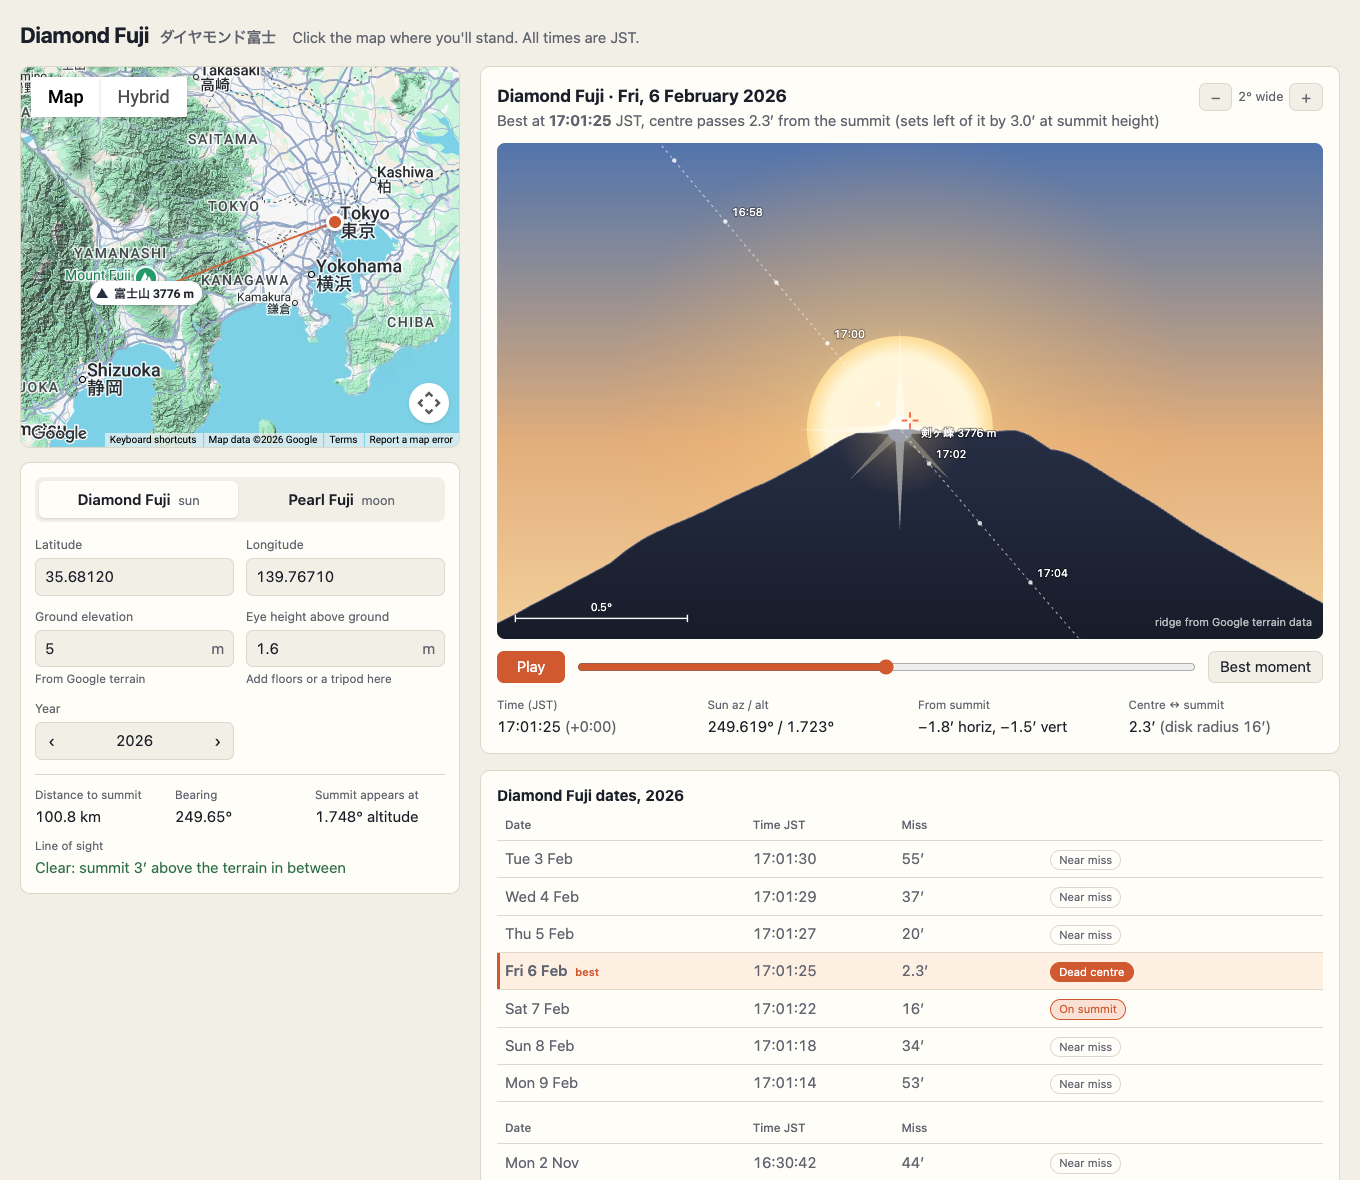 Diamond Fuji ダイヤモンド富士 Click the map where you'll stand. All times are JST.
Map Hybrid
Takasaki
高崎
SAITAMA
Kashiwa
柏
TOKYO
Tokyo
東京
YAMANASHI
Mount Fuji
KANAGAWA
Yokohama
横浜
▲ 富士山 3776 m
Kamakura
鎌倉
CHIBA
Shizuoka
静岡
Google
Keyboard shortcuts Map data ©2026 Google Terms Report a map error
Diamond Fuji sun Pearl Fuji moon
Latitude Longitude
35.68120 139.76710
Ground elevation Eye height above ground
5 m 1.6 m
From Google terrain Add floors or a tripod here
Year
‹ 2026 ›
Distance to summit Bearing Summit appears at
100.8 km 249.65° 1.748° altitude
Line of sight
Clear: summit 3′ above the terrain in between
Diamond Fuji · Fri, 6 February 2026
− 2° wide +
Best at 17:01:25 JST, centre passes 2.3′ from the summit (sets left of it by 3.0′ at summit height)
16:58
17:00
剣ヶ峰 3776 m
17:02
17:04
0.5°
ridge from Google terrain data
Play Best moment
Time (JST) Sun az / alt From summit Centre ↔ summit
17:01:25 (+0:00) 249.619° / 1.723° −1.8′ horiz, −1.5′ vert 2.3′ (disk radius 16′)
Diamond Fuji dates, 2026
Date Time JST Miss
Tue 3 Feb 17:01:30 55′ Near miss
Wed 4 Feb 17:01:29 37′ Near miss
Thu 5 Feb 17:01:27 20′ Near miss
Fri 6 Feb best 17:01:25 2.3′ Dead centre
Sat 7 Feb 17:01:22 16′ On summit
Sun 8 Feb 17:01:18 34′ Near miss
Mon 9 Feb 17:01:14 53′ Near miss
Date Time JST Miss
Mon 2 Nov 16:30:42 44′ Near miss